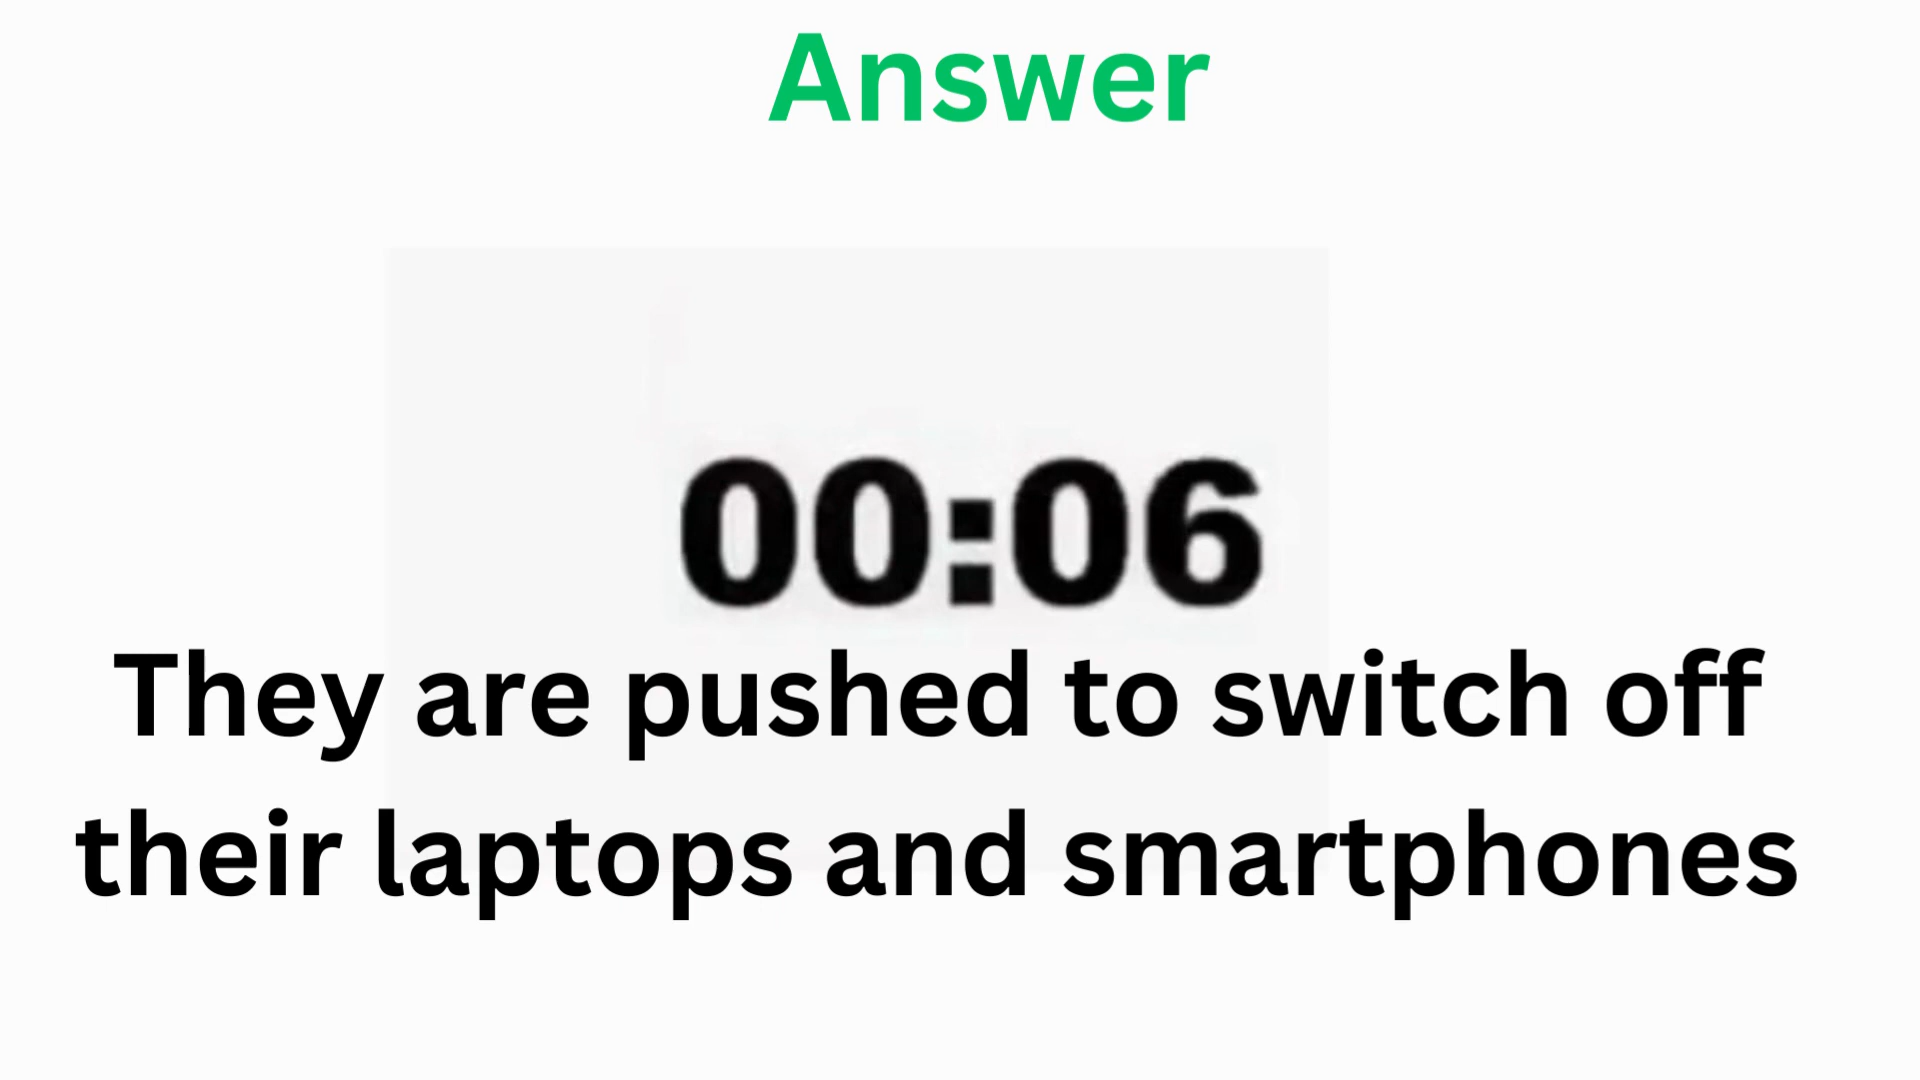 Answer
00:06
They are pushed to switch off
their laptops and smartphones